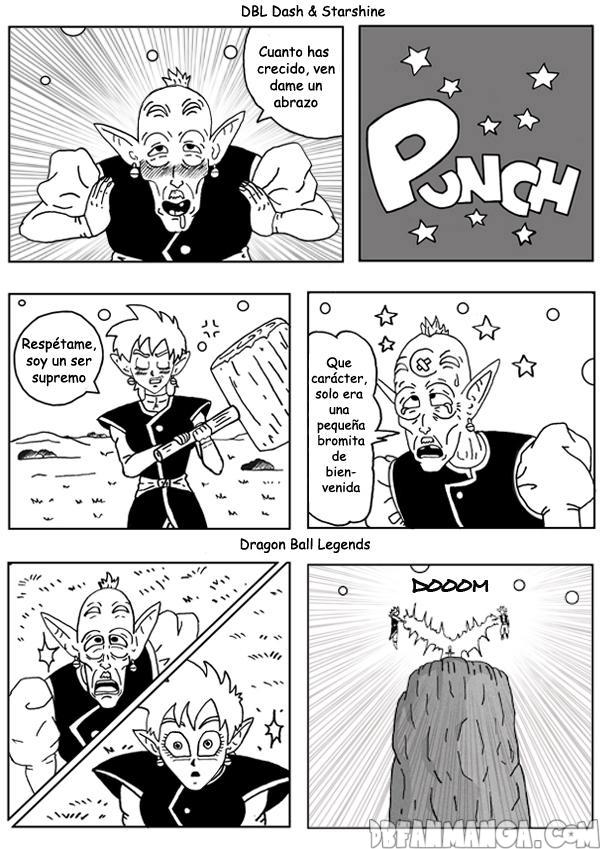 DBL Dash & Starshine
Cuanto has
crecido, ven
dame un
abrazo
PUNCH
Respétame,
soy un ser
supremo
Que
carácter,
solo era
una
pequeña
bromita
de
bien-
venida
Dragon Ball Legends
DOOOM
DBFANMANGA.COM